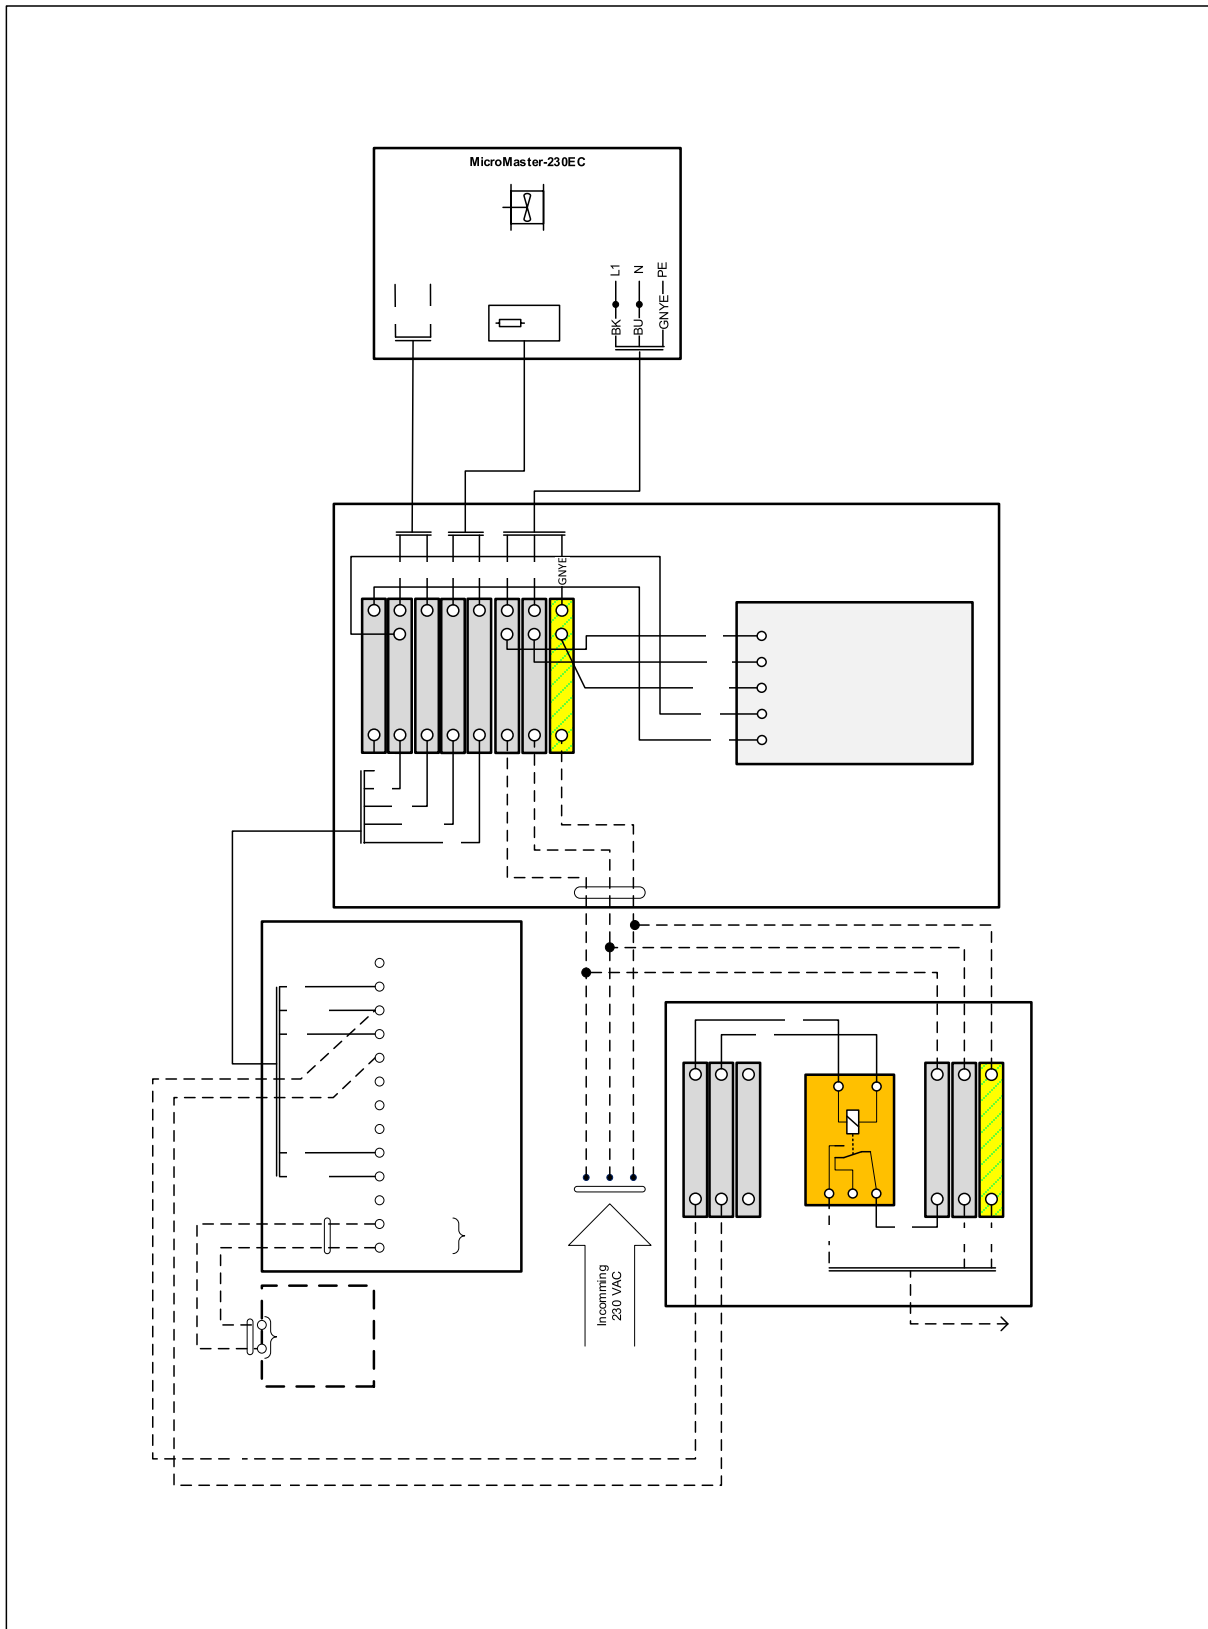 MicroMaster-230EC
BK L1
BU N
GNYE PE
GNYE
Incomming
230 VAC